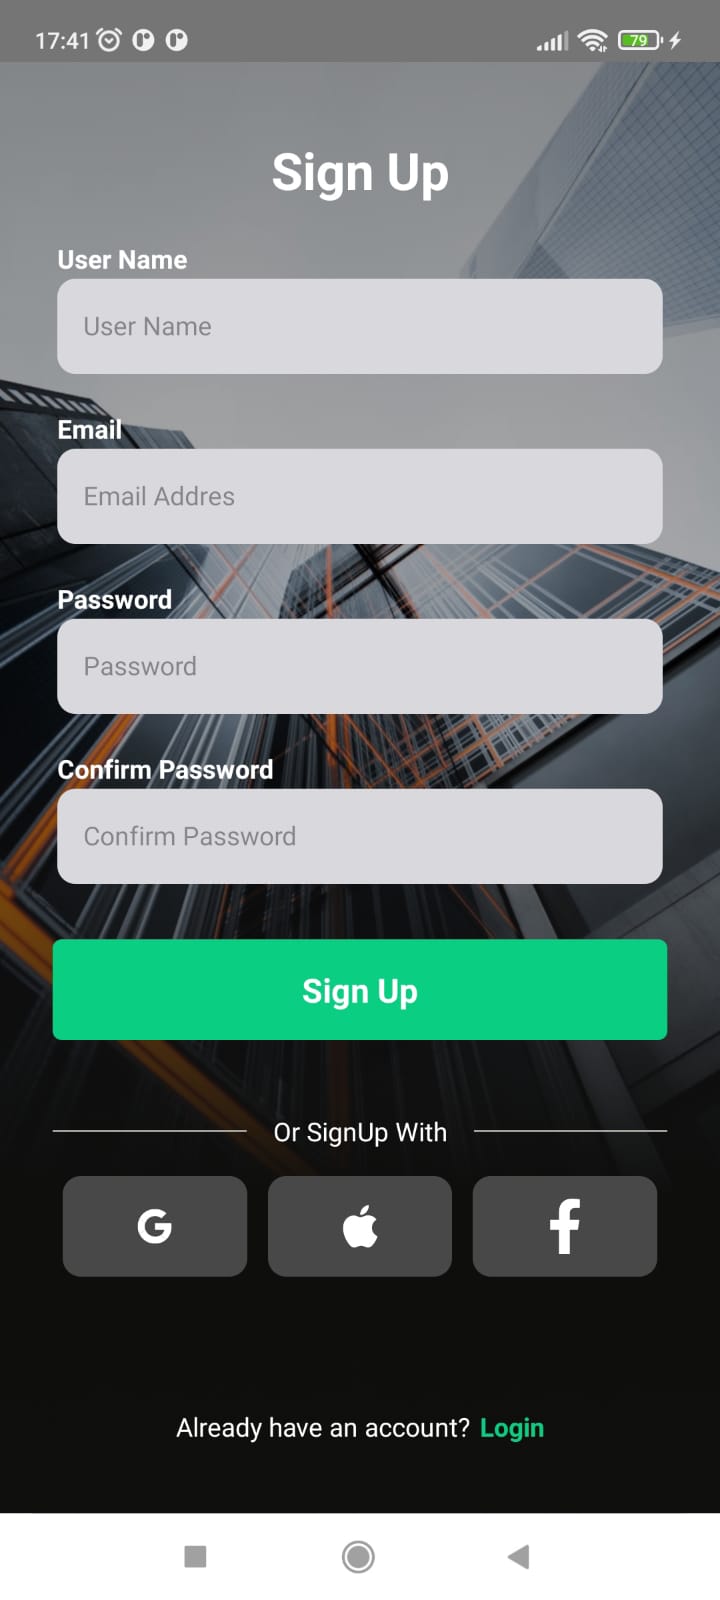 17:41
79
Sign Up
User Name
User Name
Email
Email Addres
Password
Password
Confirm Password
Confirm Password
Sign Up
Or SignUp With
G
Already have an account? Login